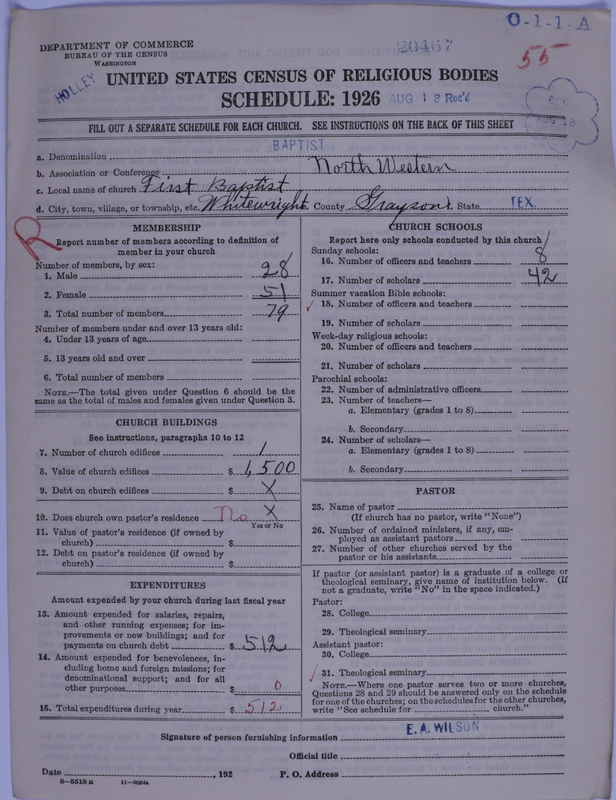 O-1-1-A
DEPARTMENT OF COMMERCE
BUREAU OF THE CENSUS
WASHINGTON
20467
55
HOLLEY
UNITED STATES CENSUS OF RELIGIOUS BODIES
SCHEDULE: 1926
AUG 18 Rec'd
AUG 18
FILL OUT A SEPARATE SCHEDULE FOR EACH CHURCH. SEE INSTRUCTIONS ON THE BACK OF THIS SHEET
a. Denomination BAPTIST
b. Association or Conference North Western
c. Local name of church First Baptist
d. City, town, village, or township, etc. Whitewright. County Grayson. State TEX.
R
MEMBERSHIP
Report number of members according to definition of
member in your church
Number of members, by sex:
1. Male 28
2. Female 51
3. Total number of members 79
Number of members under and over 13 years old:
4. Under 13 years of age
5. 13 years old and over
6. Total number of members
NOTE.—The total given under Question 6 should be the
same as the total of males and females given under Question 3.
CHURCH BUILDINGS
See instructions, paragraphs 10 to 12
7. Number of church edifices 1
8. Value of church edifices $ 1,500
9. Debt on church edifices $ X
10. Does church own pastor's residence No X
Yes or No
11. Value of pastor's residence (if owned by
church) $
12. Debt on pastor's residence (if owned by
church) $
EXPENDITURES
Amount expended by your church during last fiscal year
13. Amount expended for salaries, repairs,
and other running expenses; for im-
provements or new buildings; and for
payments on church debt $ 512
14. Amount expended for benevolences, in-
cluding home and foreign missions; for
denominational support; and for all
other purposes $ 0
15. Total expenditures during year $ 512
CHURCH SCHOOLS
Report here only schools conducted by this church
Sunday schools:
16. Number of officers and teachers 8
17. Number of scholars 42
Summer vacation Bible schools:
18. Number of officers and teachers
19. Number of scholars
Week-day religious schools:
20. Number of officers and teachers
21. Number of scholars
Parochial schools:
22. Number of administrative officers
23. Number of teachers—
a. Elementary (grades 1 to 8)
b. Secondary
24. Number of scholars—
a. Elementary (grades 1 to 8)
b. Secondary
PASTOR
25. Name of pastor
(If church has no pastor, write "None")
26. Number of ordained ministers, if any, em-
ployed as assistant pastors
27. Number of other churches served by the
pastor or his assistants
If pastor (or assistant pastor) is a graduate of a college or
theological seminary, give name of institution below. (If
not a graduate, write "No" in the space indicated.)
Pastor:
28. College
29. Theological seminary
Assistant pastor:
30. College
31. Theological seminary
NOTE.—Where one pastor serves two or more churches,
Questions 28 and 29 should be answered only on the schedule
for one of the churches; on the schedules for the other churches,
write "See schedule for church."
Signature of person furnishing information E. A. WILSON
Official title
Date , 192 P. O. Address
8-5518 a 11-9054a